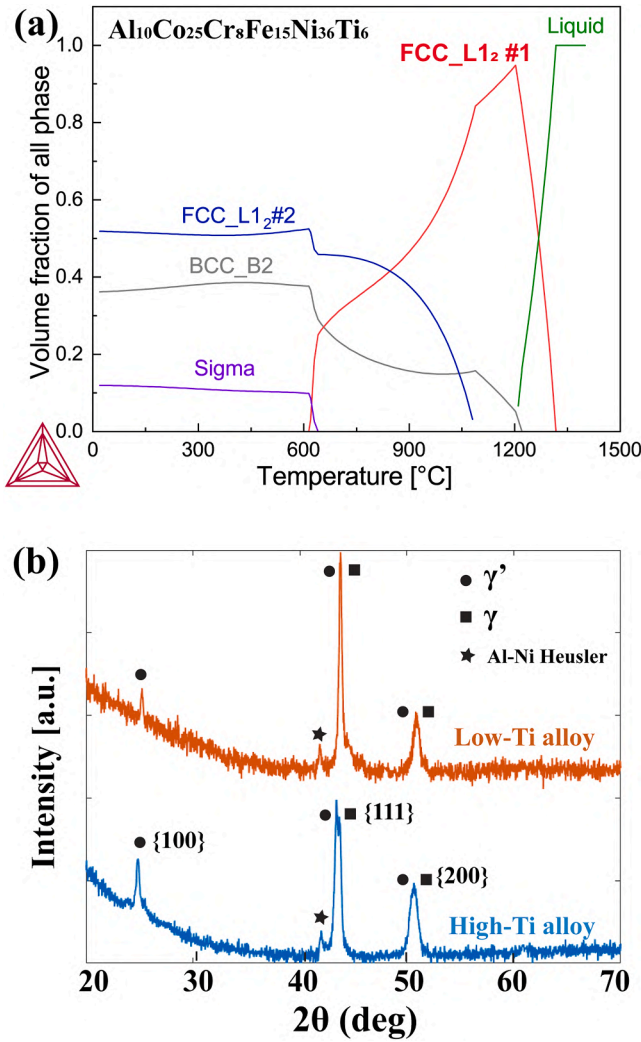 (a)
Al₁₀Co₂₅Cr₈Fe₁₅Ni₃₆Ti₆
Volume fraction of all phase
1.0
0.8
0.6
0.4
0.2
0.0
FCC_L1₂ #1
Liquid
FCC_L1₂#2
BCC_B2
Sigma
0
300
600
900
1200
1500
Temperature [°C]
(b)
Intensity [a.u.]
γ'
γ
Al-Ni Heusler
Low-Ti alloy
{100}
{111}
{200}
High-Ti alloy
20
30
40
50
60
70
2θ (deg)